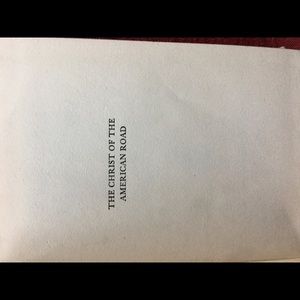 THE CHRIST OF THE
AMERICAN ROAD